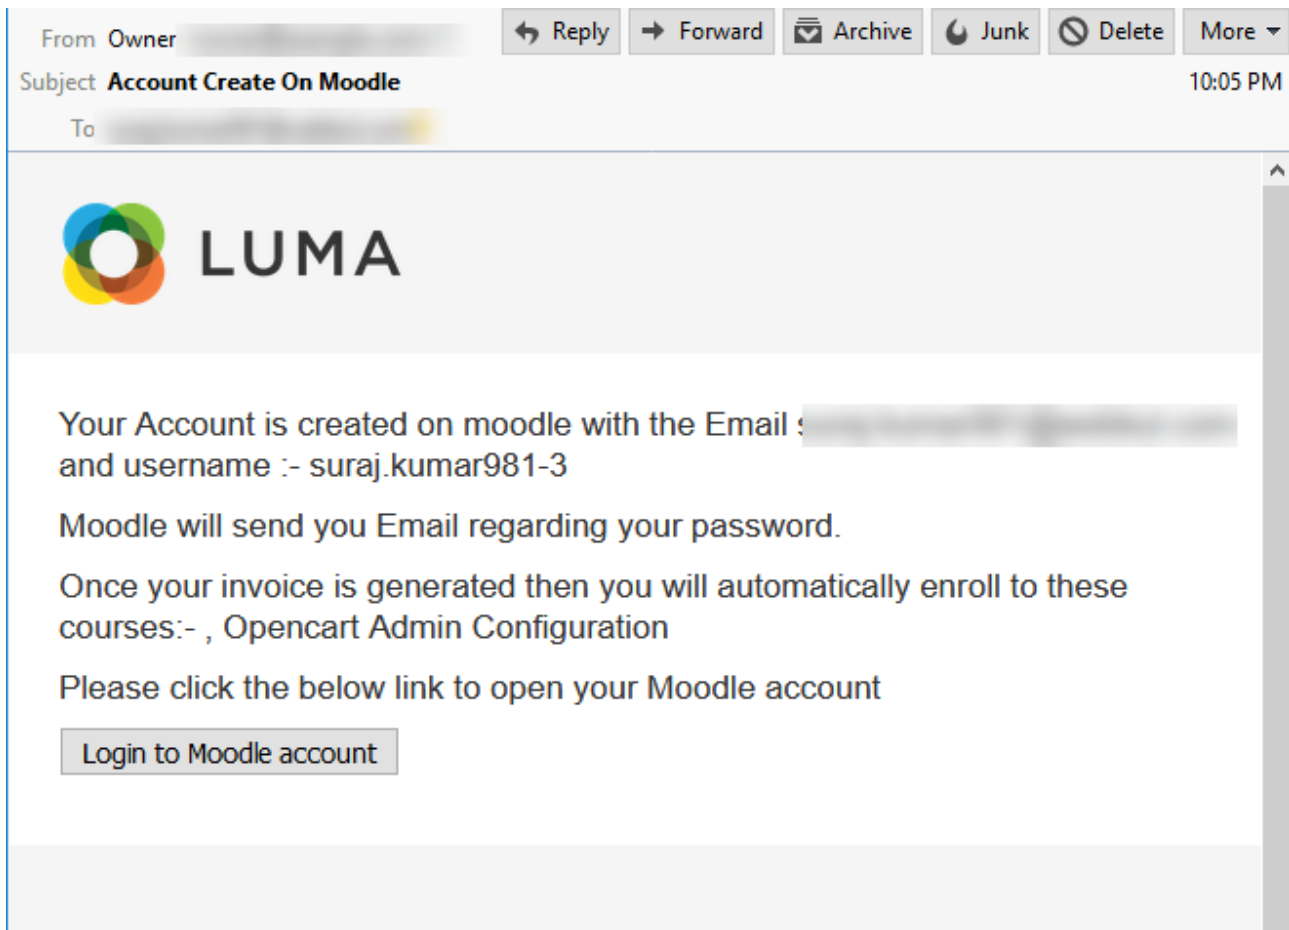 From Owner
Reply Forward Archive Junk Delete More
Subject Account Create On Moodle 10:05 PM
To
LUMA
Your Account is created on moodle with the Email
and username :- suraj.kumar981-3
Moodle will send you Email regarding your password.
Once your invoice is generated then you will automatically enroll to these
courses:- , Opencart Admin Configuration
Please click the below link to open your Moodle account
Login to Moodle account